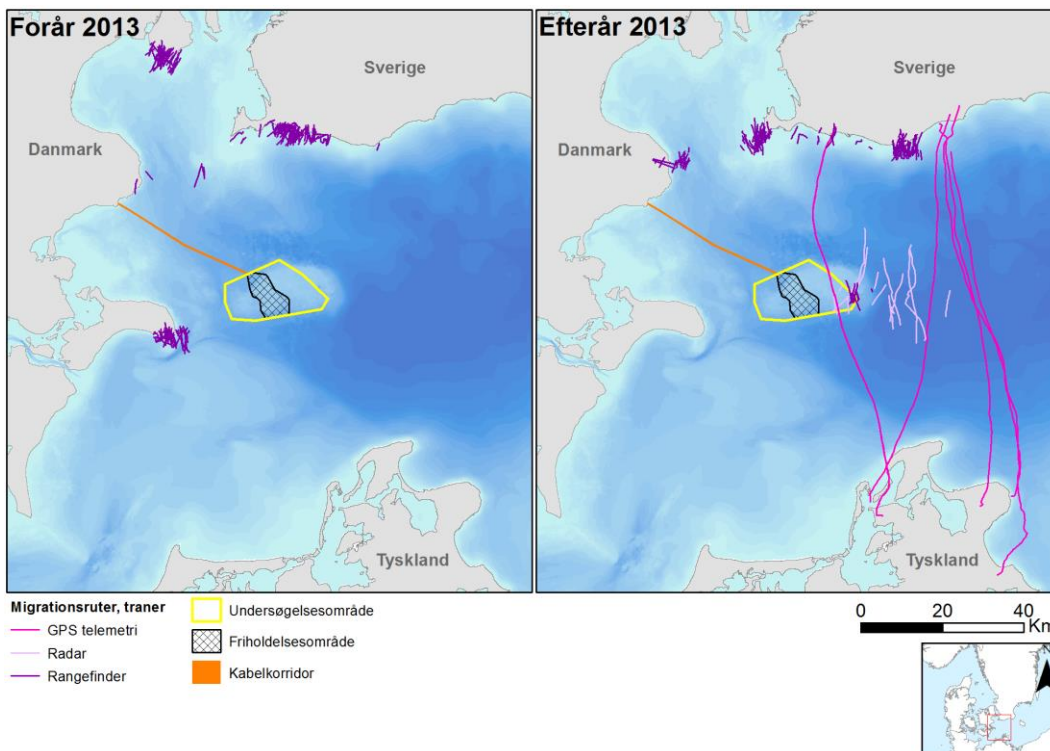 Forår 2013
Sverige
Danmark
Efterår 2013
Sverige
Danmark
Tyskland
Tyskland
Migrationsruter, traner
GPS telemetri
Radar
Rangefinder
Undersøgelsesområde
Friholdelsesområde
Kabelkorridor
0 20 40
Km
N